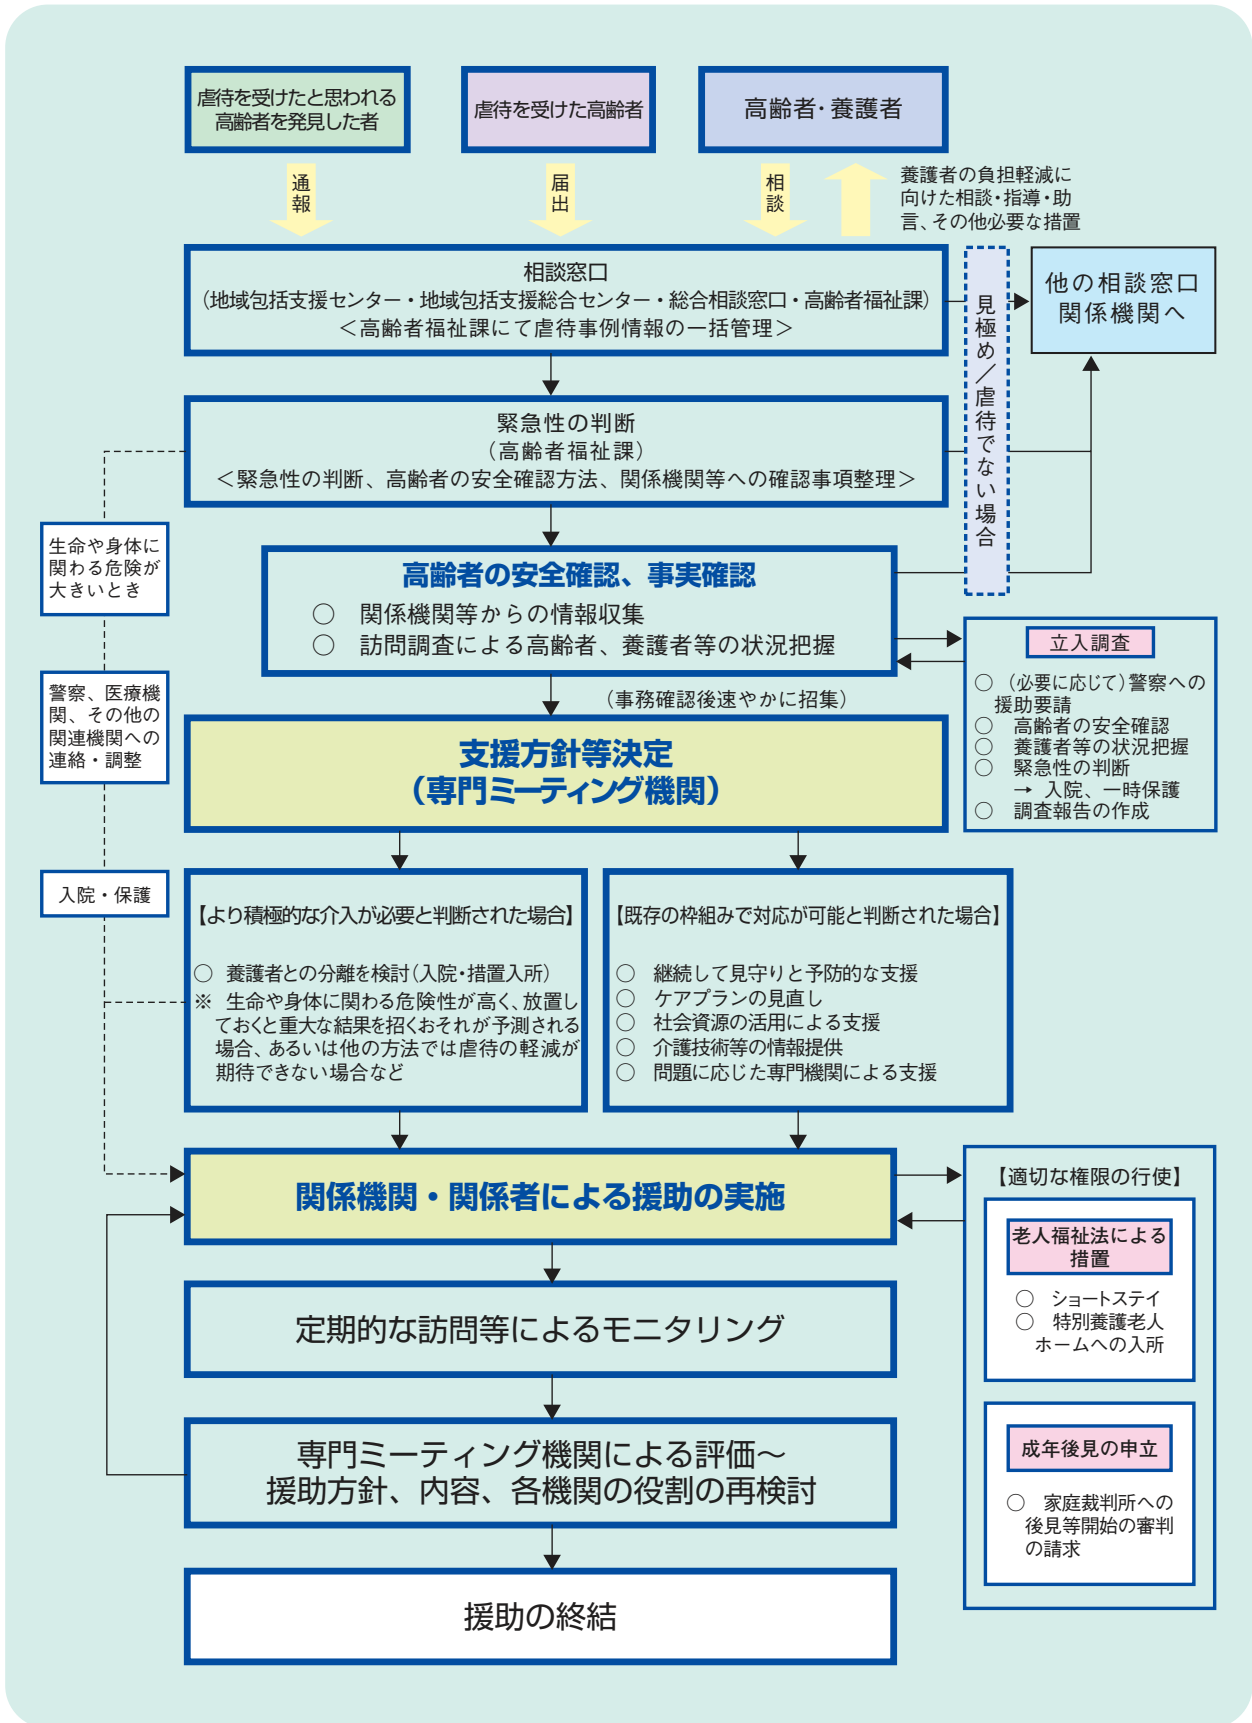 虐待を受けたと思われる
高齢者を発見した者
虐待を受けた高齢者
高齢者・養護者
通報
届出
相談
養護者の負担軽減に
向けた相談・指導・助
言、その他必要な措置
相談窓口
（地域包括支援センター・地域包括支援総合センター・総合相談窓口・高齢者福祉課）
＜高齢者福祉課にて虐待事例情報の一括管理＞
見極め／虐待でない場合
他の相談窓口
関係機関へ
緊急性の判断
（高齢者福祉課）
＜緊急性の判断、高齢者の安全確認方法、関係機関等への確認事項整理＞
生命や身体に
関わる危険が
大きいとき
高齢者の安全確認、事実確認
○　関係機関等からの情報収集
○　訪問調査による高齢者、養護者等の状況把握
立入調査
○　（必要に応じて）警察への
援助要請
○　高齢者の安全確認
○　養護者等の状況把握
○　緊急性の判断
→　入院、一時保護
○　調査報告の作成
警察、医療機
関、その他の
関連機関への
連絡・調整
（事務確認後速やかに招集）
支援方針等決定
（専門ミーティング機関）
入院・保護
【より積極的な介入が必要と判断された場合】
○　養護者との分離を検討（入院・措置入所）
※　生命や身体に関わる危険性が高く、放置し
ておくと重大な結果を招くおそれが予測される
場合、あるいは他の方法では虐待の軽減が
期待できない場合など
【既存の枠組みで対応が可能と判断された場合】
○　継続して見守りと予防的な支援
○　ケアプランの見直し
○　社会資源の活用による支援
○　介護技術等の情報提供
○　問題に応じた専門機関による支援
関係機関・関係者による援助の実施
【適切な権限の行使】
老人福祉法による
措置
○　ショートステイ
○　特別養護老人
ホームへの入所
成年後見の申立
○　家庭裁判所への
後見等開始の審判
の請求
定期的な訪問等によるモニタリング
専門ミーティング機関による評価～
援助方針、内容、各機関の役割の再検討
援助の終結